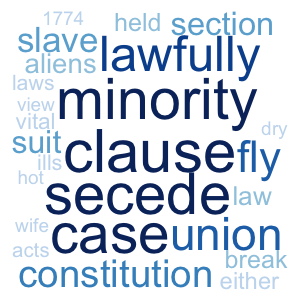 1774 held section
slave lawfully
aliens
laws minority
view
vital clause dry
suit fly
ills
hot secede law
wife case union
acts break
constitution either